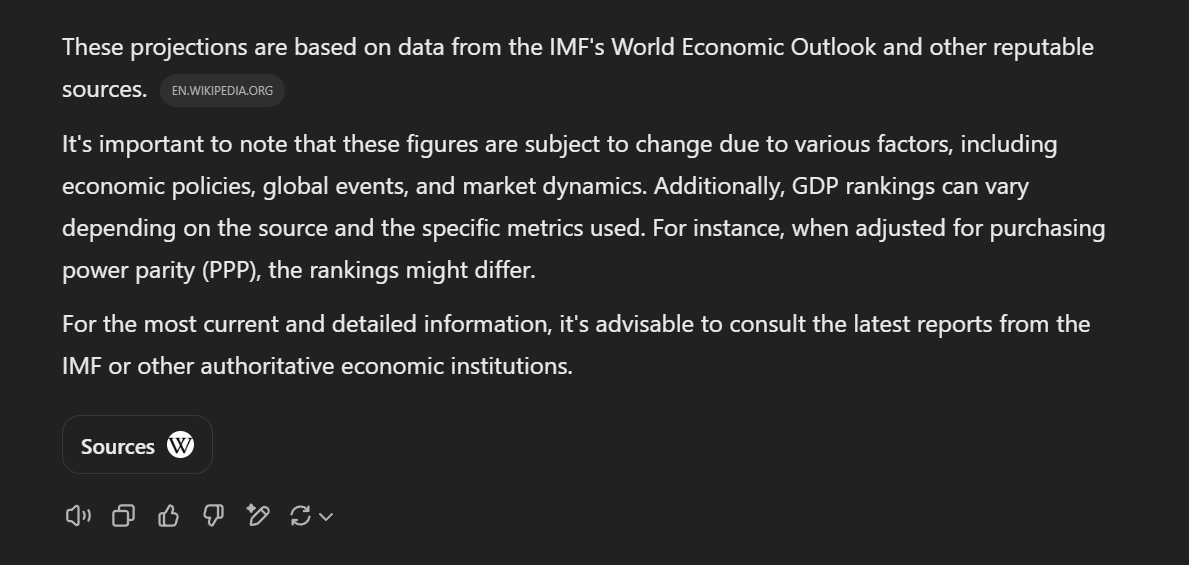 These projections are based on data from the IMF's World Economic Outlook and other reputable
sources. EN.WIKIPEDIA.ORG
It's important to note that these figures are subject to change due to various factors, including
economic policies, global events, and market dynamics. Additionally, GDP rankings can vary
depending on the source and the specific metrics used. For instance, when adjusted for purchasing
power parity (PPP), the rankings might differ.
For the most current and detailed information, it's advisable to consult the latest reports from the
IMF or other authoritative economic institutions.
Sources W